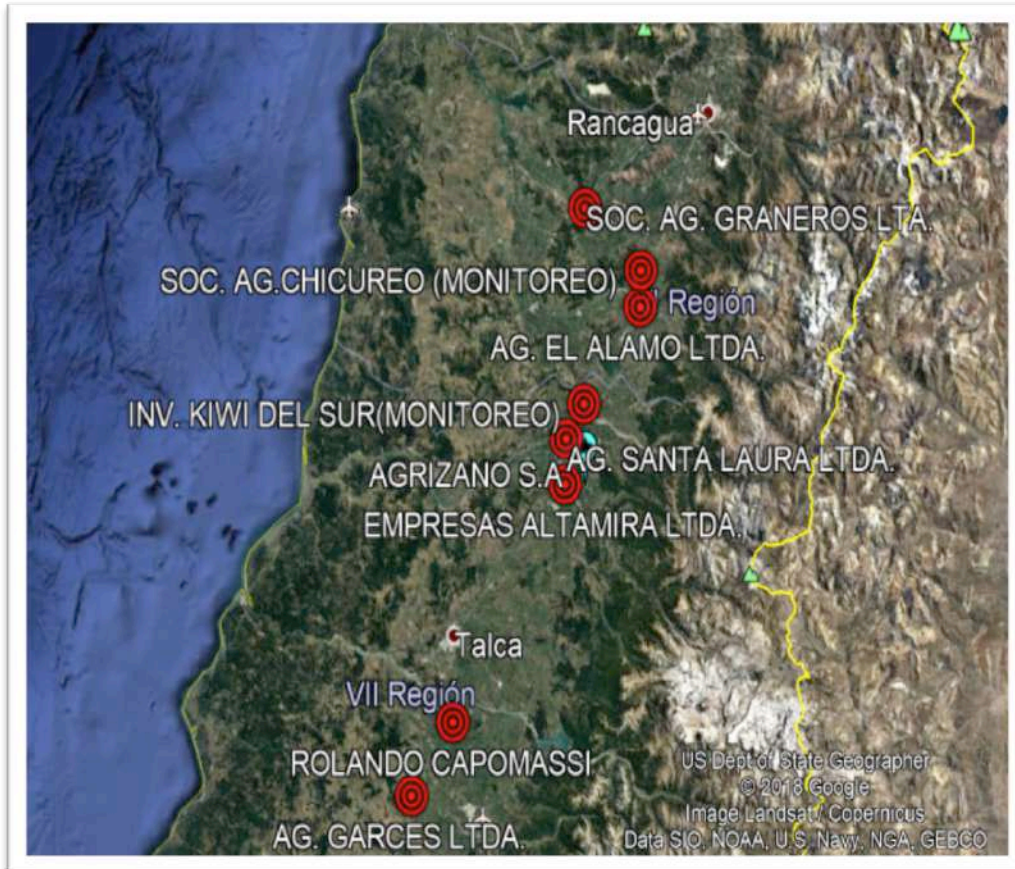 Rancagua
SOC. AG. GRANEROS LTA.
SOC. AG.CHICUREO (MONITOREO)
I Región
AG. EL ALAMO LTDA.
INV. KIWI DEL SUR(MONITOREO)
AG. SANTA LAURA LTDA.
AGRIZANO S.A
EMPRESAS ALTAMIRA LTDA.
Talca
VII Región
ROLANDO CAPOMASSI
AG. GARCES LTDA.
US Dept of State Geographer
© 2018 Google
Image Landsat / Copernicus
Data SIO, NOAA, U.S. Navy, NGA, GEBCO